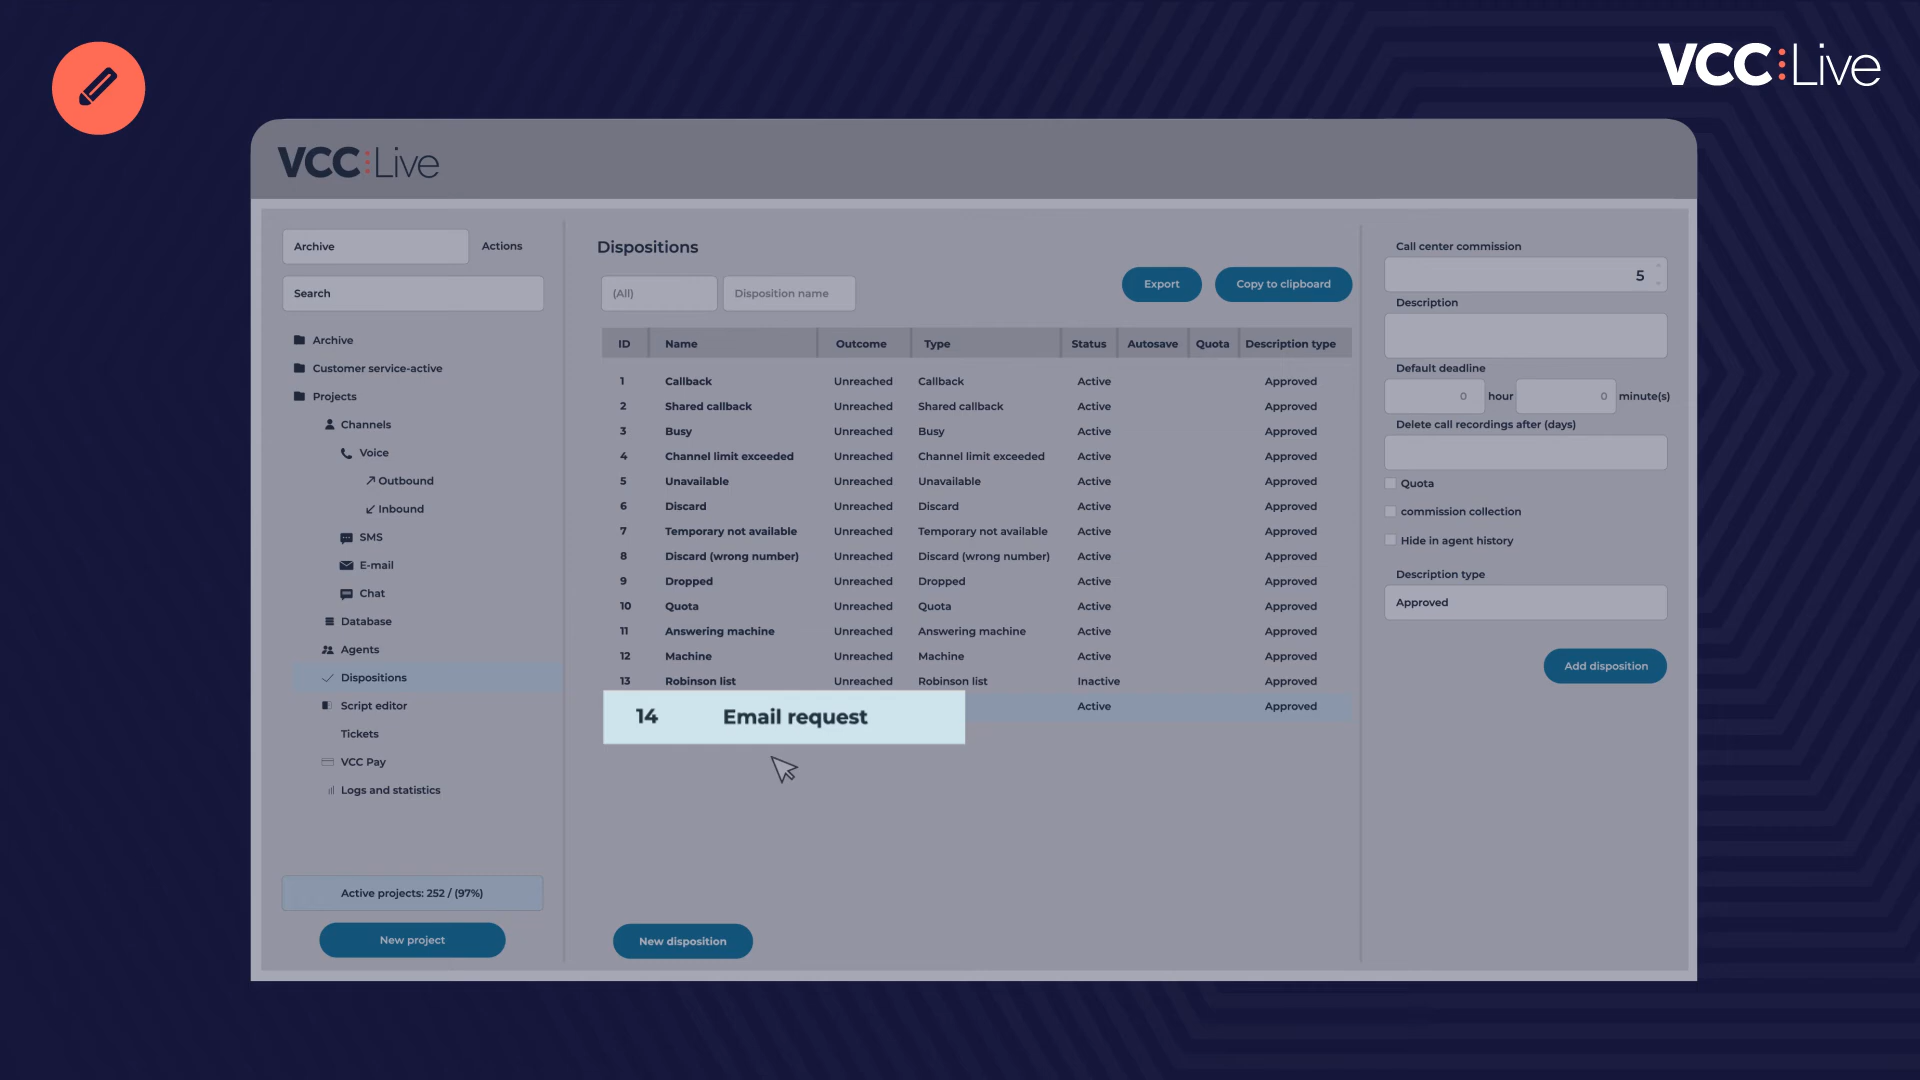 VCC Live
VCC Live
Archive
Actions
Search
Archive
Customer service-active
Projects
Channels
Voice
Outbound
Inbound
SMS
E-mail
Chat
Database
Agents
Dispositions
Script editor
Tickets
VCC Pay
Logs and statistics
Active projects: 252 / (97%)
New project
Dispositions
(All) Disposition name
Export Copy to clipboard
ID Name Outcome Type Status Autosave Quota Description type
1 Callback Unreached Callback Active Approved
2 Shared callback Unreached Shared callback Active Approved
3 Busy Unreached Busy Active Approved
4 Channel limit exceeded Unreached Channel limit exceeded Active Approved
5 Unavailable Unreached Unavailable Active Approved
6 Discard Unreached Discard Active Approved
7 Temporary not available Unreached Temporary not available Active Approved
8 Discard (wrong number) Unreached Discard (wrong number) Active Approved
9 Dropped Unreached Dropped Active Approved
10 Quota Unreached Quota Active Approved
11 Answering machine Unreached Answering machine Active Approved
12 Machine Unreached Machine Active Approved
13 Robinson list Unreached Robinson list Inactive Approved
14 Email request Active Approved
New disposition
Call center commission
5
Description
Default deadline
0 hour 0 minute(s)
Delete call recordings after (days)
Quota
commission collection
Hide in agent history
Description type
Approved
Add disposition